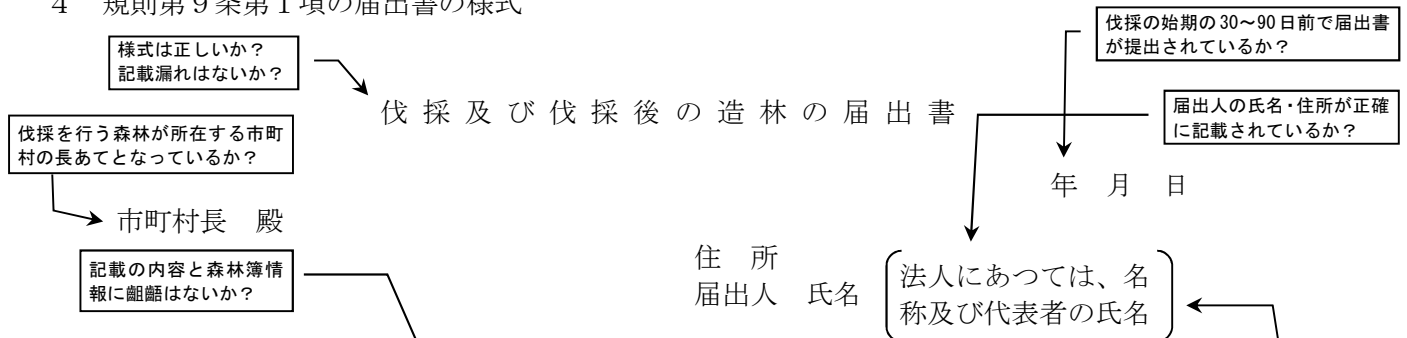 4 規則第9条第1項の届出書の様式
伐採の始期の30～90日前で届出書
が提出されているか？
様式は正しいか？
記載漏れはないか？
伐採及び伐採後の造林の届出書
届出人の氏名・住所が正確
に記載されているか？
伐採を行う森林が所在する市町
村の長あてとなっているか？
年 月 日
市町村長 殿
記載の内容と森林簿情
報に齟齬はないか？
住 所
届出人 氏名
法人にあつては、名
称及び代表者の氏名